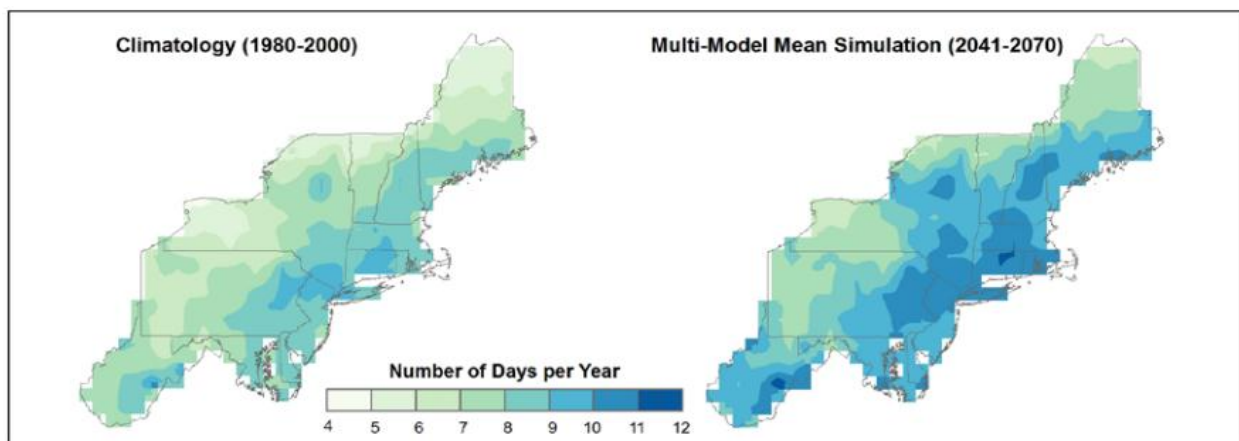 Climatology (1980-2000)
Multi-Model Mean Simulation (2041-2070)
Number of Days per Year
4 5 6 7 8 9 10 11 12